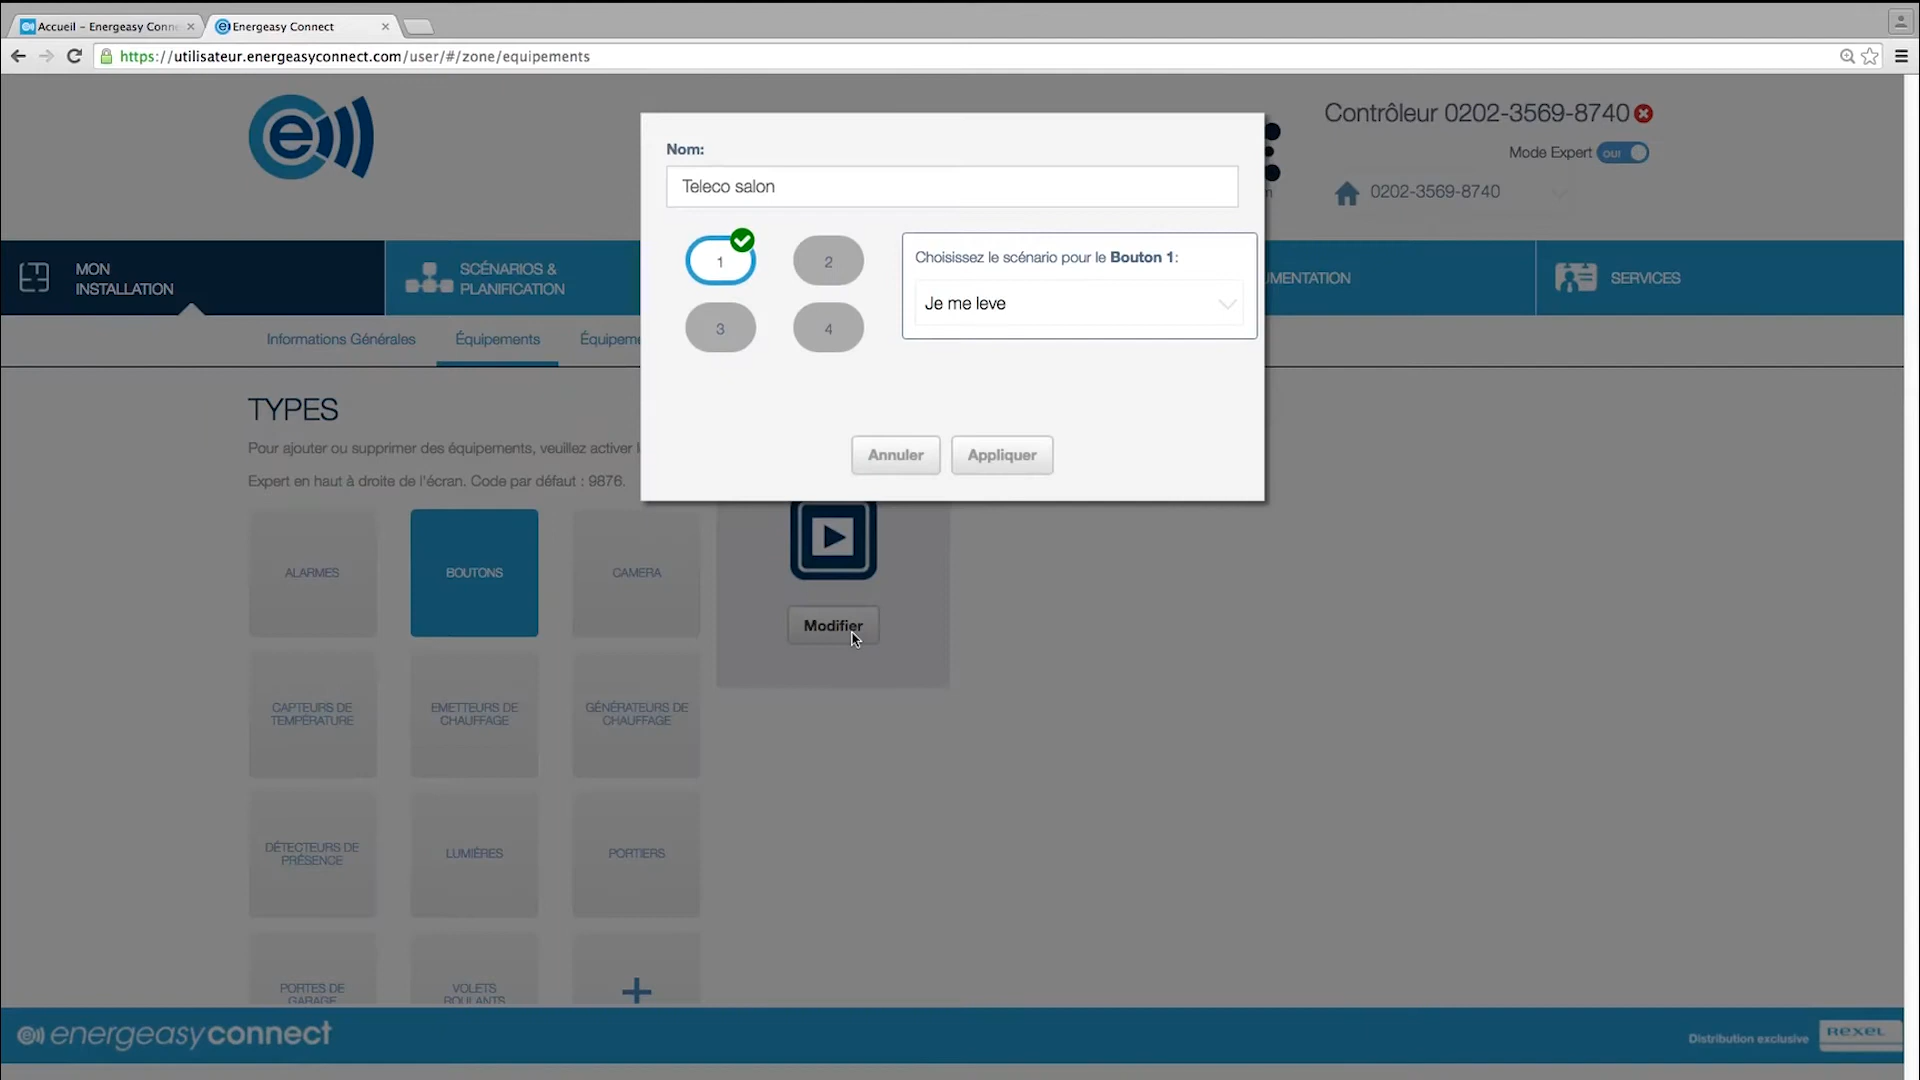 Accueil – Energeasy Conn
Energeasy Connect
https://utilisateur.energeasyconnect.com/user/#/zone/equipements
Contrôleur 0202-3569-8740
Mode Expert OUI
0202-3569-8740
Nom:
Teleco salon
1
2
3
4
Choisissez le scénario pour le Bouton 1:
Je me leve
Annuler
Appliquer
MON
INSTALLATION
SCÉNARIOS &
PLANIFICATION
MENTATION
SERVICES
Informations Générales
Équipements
Équipeme
TYPES
Pour ajouter ou supprimer des équipements, veuillez activer
Expert en haut à droite de l'écran. Code par défaut : 9876.
ALARMES
BOUTONS
CAMERA
Modifier
CAPTEURS DE
TEMPÉRATURE
EMETTEURS DE
CHAUFFAGE
GÉNÉRATEURS DE
CHAUFFAGE
DÉTECTEURS DE
PRÉSENCE
LUMIÈRES
PORTIERS
PORTES DE
GARAGE
VOLETS
ROULANTS
energeasyconnect
Distribution exclusive
REXEL